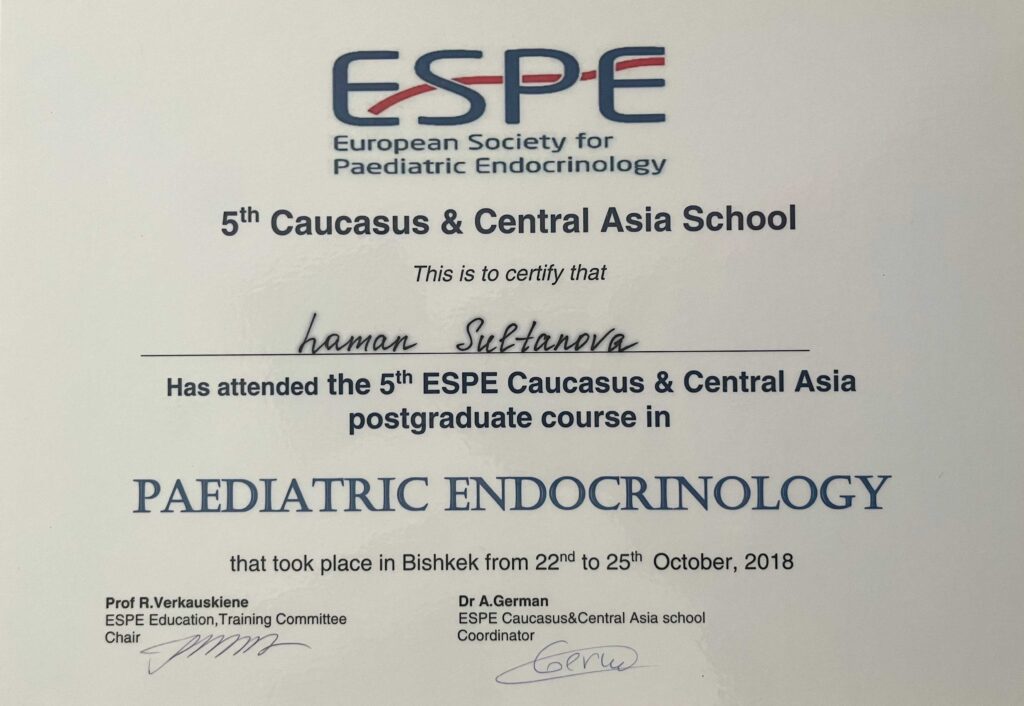 ESPE
European Society for
Paediatric Endocrinology
5th Caucasus & Central Asia School
This is to certify that
Laman Sultanova
Has attended the 5th ESPE Caucasus & Central Asia
postgraduate course in
PAEDIATRIC ENDOCRINOLOGY
that took place in Bishkek from 22nd to 25th October, 2018
Prof R.Verkauskiene
ESPE Education,Training Committee
Chair
Dr A.German
ESPE Caucasus&Central Asia school
Coordinator